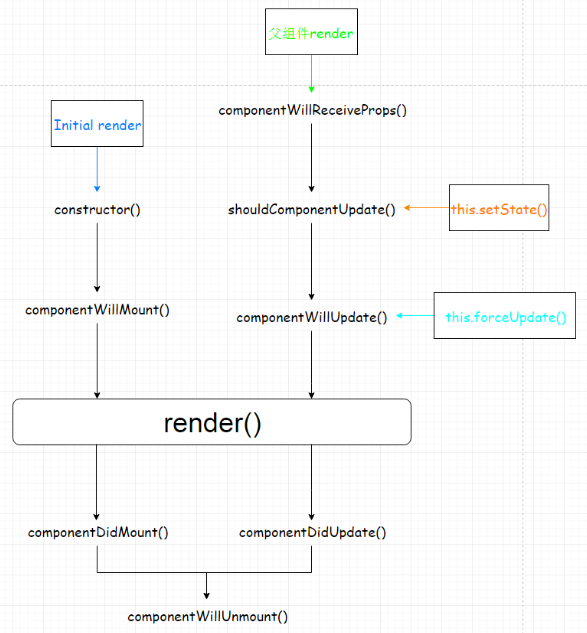 父组件render
componentWillReceiveProps()
Initial render
constructor()
shouldComponentUpdate()
this.setState()
componentWillMount()
componentWillUpdate()
this.forceUpdate()
render()
componentDidMount()
componentDidUpdate()
componentWillUnmount()